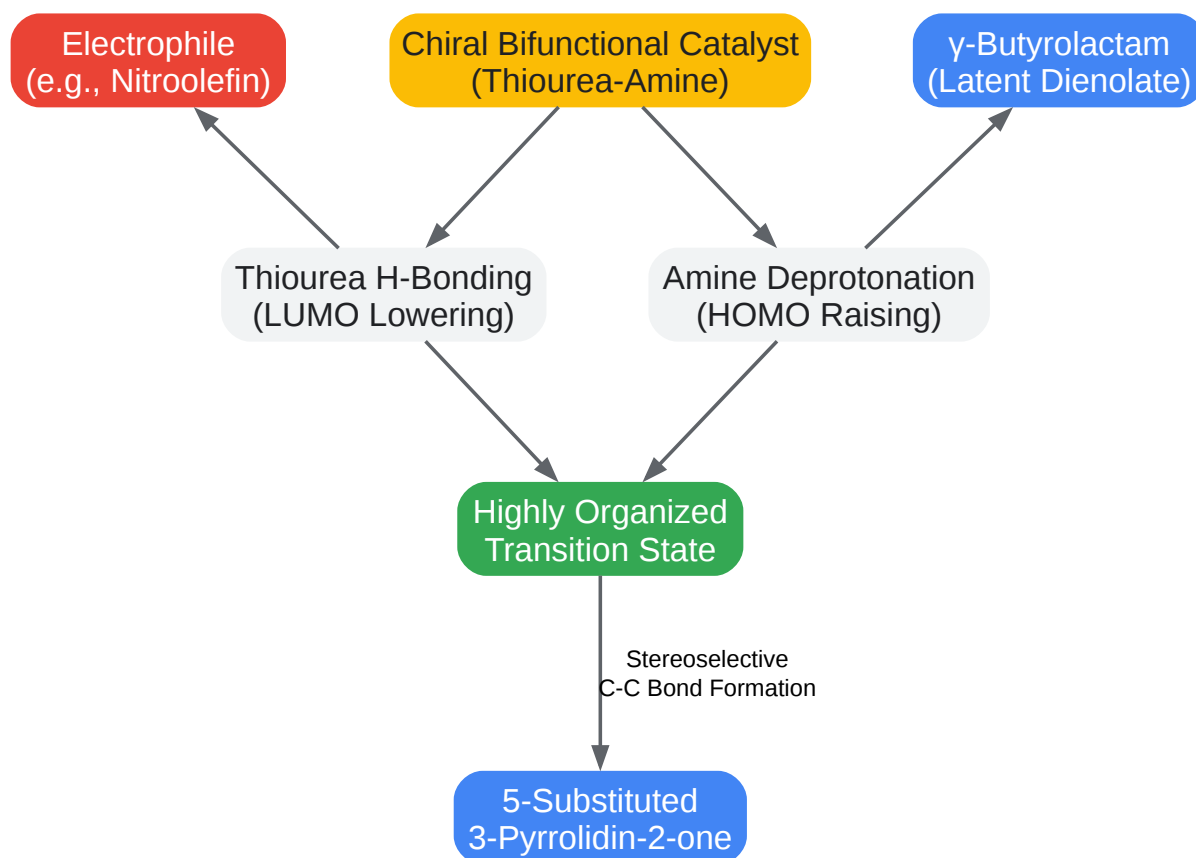 Electrophile
(e.g., Nitroolefin)
Chiral Bifunctional Catalyst
(Thiourea-Amine)
γ-Butyrolactam
(Latent Dienolate)
Thiourea H-Bonding
(LUMO Lowering)
Amine Deprotonation
(HOMO Raising)
Highly Organized
Transition State
Stereoselective
C-C Bond Formation
5-Substituted
3-Pyrrolidin-2-one